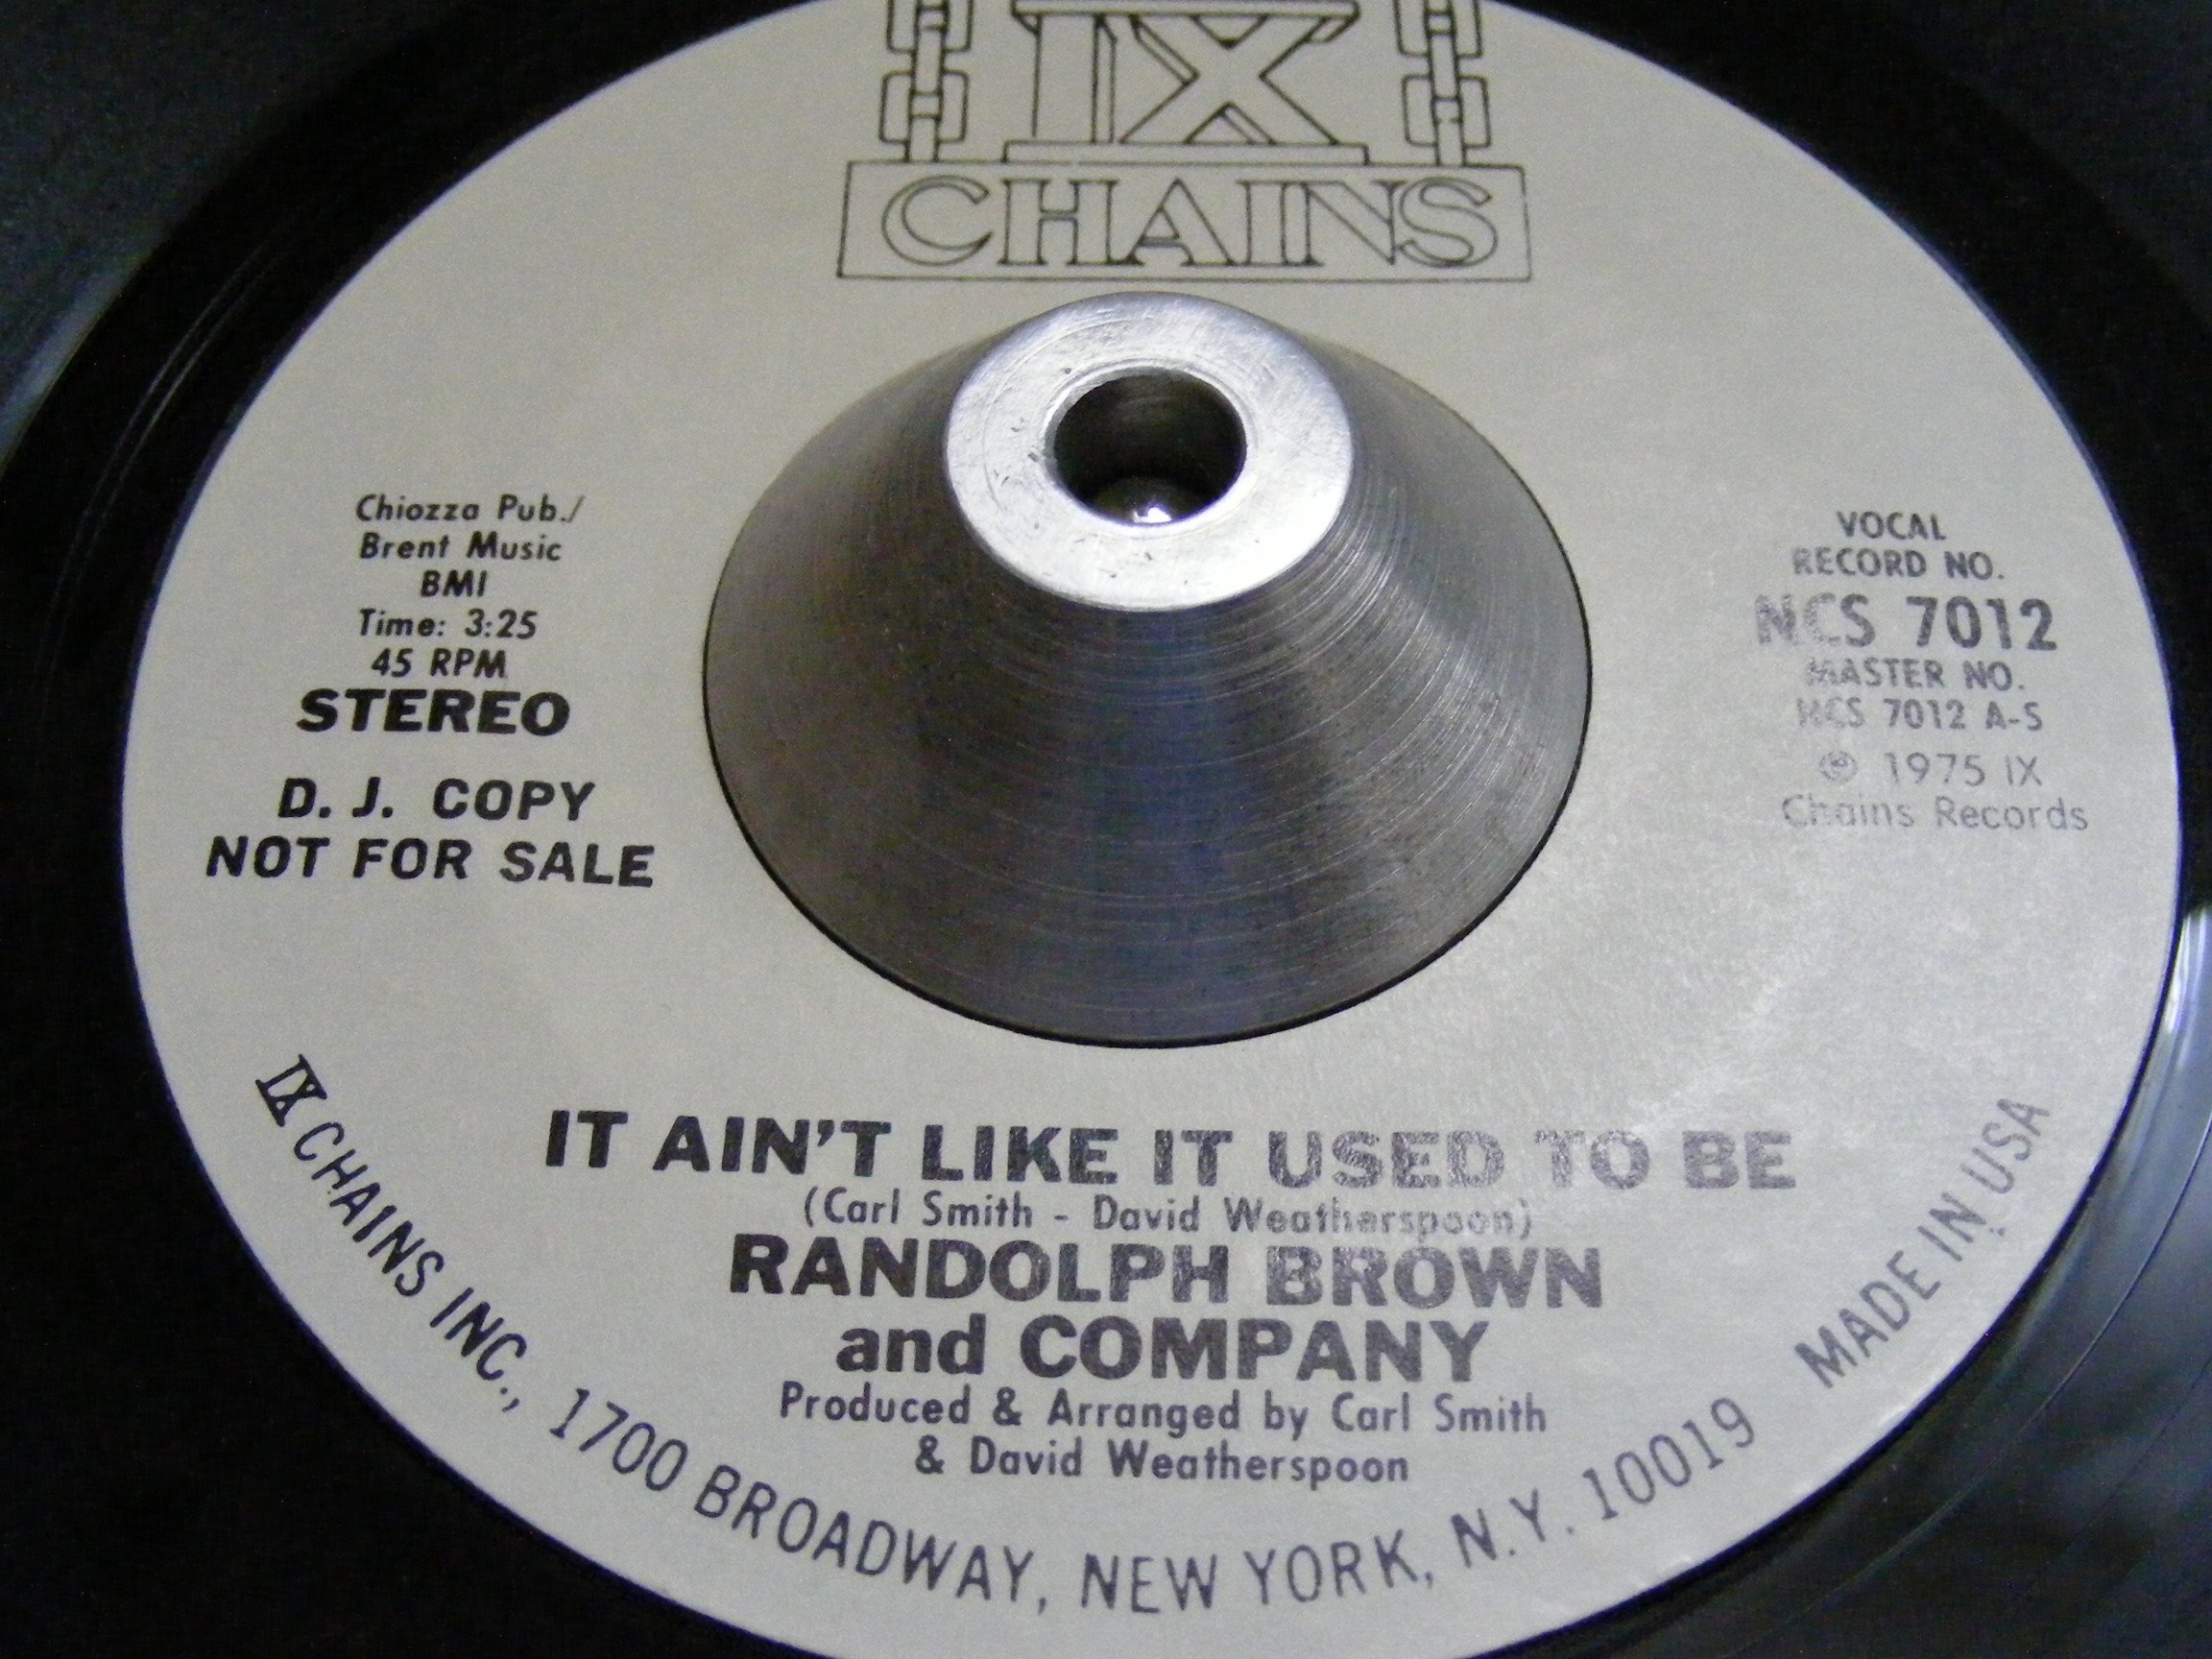 IX
CHAINS
Chiozza Pub./
Brent Music
BMI
Time: 3:25
45 RPM
STEREO
D. J. COPY
NOT FOR SALE
VOCAL
RECORD NO.
NCS 7012
MASTER NO.
NCS 7012 A-S
℗ 1975 IX
Chains Records
IT AIN'T LIKE IT USED TO BE
(Carl Smith - David Weatherspoon)
RANDOLPH BROWN
and COMPANY
Produced & Arranged by Carl Smith
& David Weatherspoon
IX CHAINS INC., 1700 BROADWAY, NEW YORK, N.Y. 10019 MADE IN USA